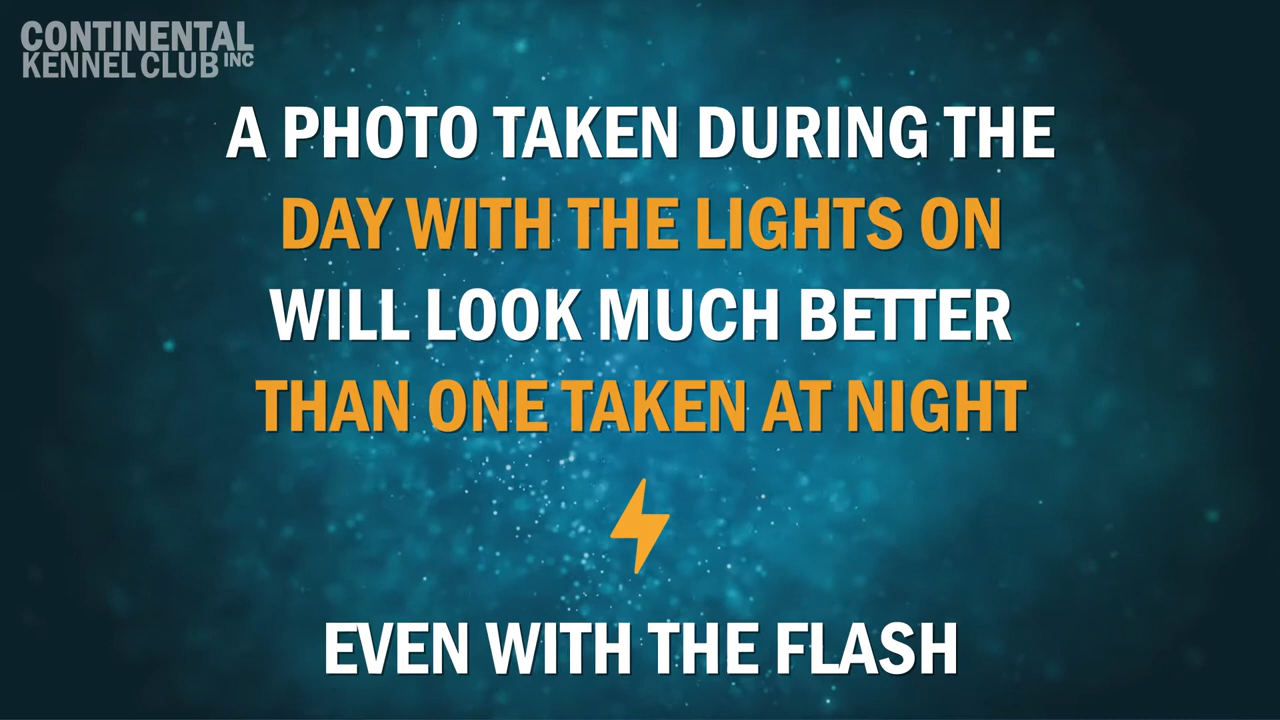 CONTINENTAL
KENNEL CLUB INC
A PHOTO TAKEN DURING THE
DAY WITH THE LIGHTS ON
WILL LOOK MUCH BETTER
THAN ONE TAKEN AT NIGHT
EVEN WITH THE FLASH